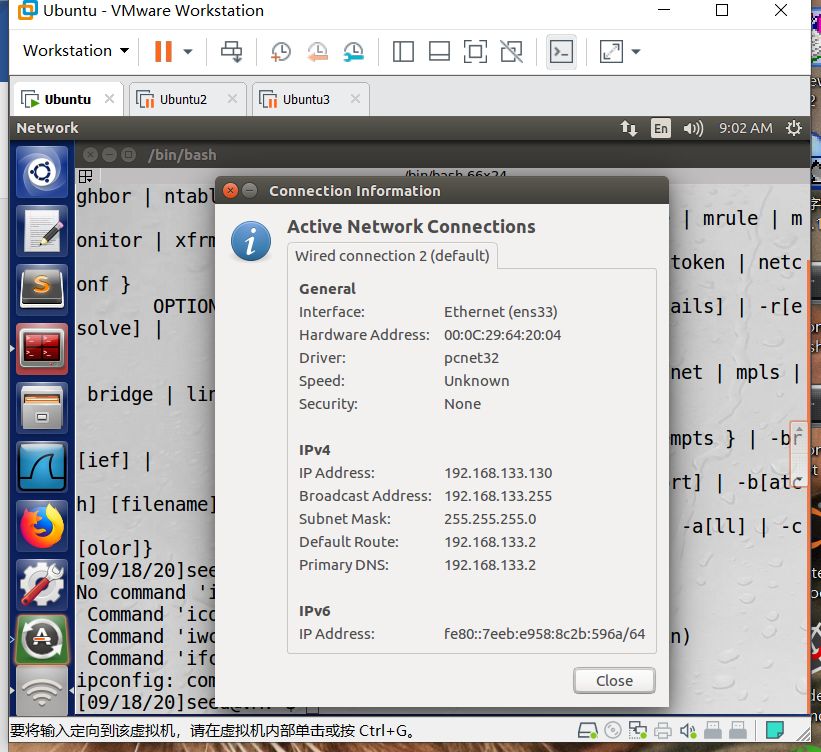 Ubuntu - VMware Workstation
Workstation
Ubuntu
Ubuntu2
Ubuntu3
Network
En
9:02 AM
/bin/bash
/bin/bash 66x24
Connection Information
ghbor | ntabl
| mrule | m
onitor | xfrm
token | netc
onf }
OPTION
ails] | -r[e
solve] |
net | mpls |
bridge | lin
mpts } | -br
[ief] |
rt] | -b[atc
h] [filename]
-a[ll] | -c
[olor]}
[09/18/20]see
No command 'i
Command 'ic
Command 'iwc
n)
Command 'ifc
ipconfig: com
[09/18/20]seed@VM:~$
Active Network Connections
Wired connection 2 (default)
General
Interface: Ethernet (ens33)
Hardware Address: 00:0C:29:64:20:04
Driver: pcnet32
Speed: Unknown
Security: None
IPv4
IP Address: 192.168.133.130
Broadcast Address: 192.168.133.255
Subnet Mask: 255.255.255.0
Default Route: 192.168.133.2
Primary DNS: 192.168.133.2
IPv6
IP Address: fe80::7eeb:e958:8c2b:596a/64
Close
要将输入定向到该虚拟机，请在虚拟机内部单击或按 Ctrl+G。